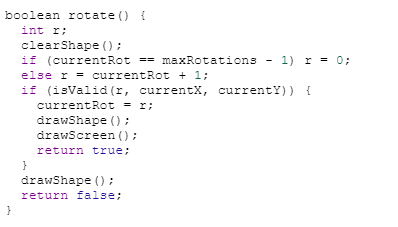 boolean rotate() {
  int r;
  clearShape();
  if (currentRot == maxRotations - 1) r = 0;
  else r = currentRot + 1;
  if (isValid(r, currentX, currentY)) {
    currentRot = r;
    drawShape();
    drawScreen();
    return true;
  }
  drawShape();
  return false;
}